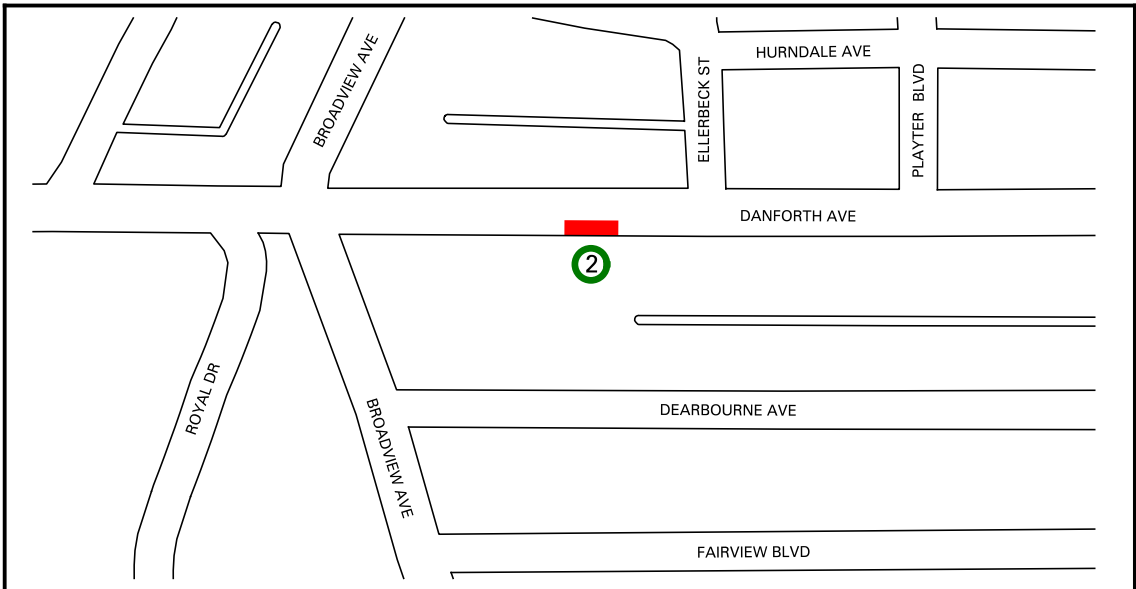 BROADVIEW AVE
HURNDALE AVE
ELLERBECK ST
PLAYTER BLVD
DANFORTH AVE
2
ROYAL DR
BROADVIEW AVE
DEARBOURNE AVE
FAIRVIEW BLVD